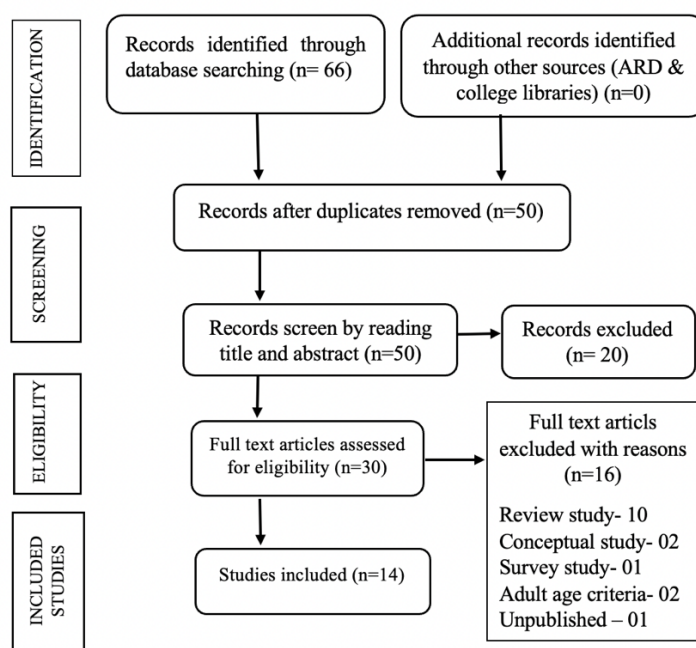 IDENTIFICATION
Records identified through
database searching (n= 66)
Additional records identified
through other sources (ARD &
college libraries) (n=0)
Records after duplicates removed (n=50)
SCREENING
Records screen by reading
title and abstract (n=50)
Records excluded
(n= 20)
ELIGIBILITY
Full text articles assessed
for eligibility (n=30)
Full text articls
excluded with reasons
(n=16)
Review study- 10
Conceptual study- 02
Survey study- 01
Adult age criteria- 02
Unpublished – 01
INCLUDED
STUDIES
Studies included (n=14)